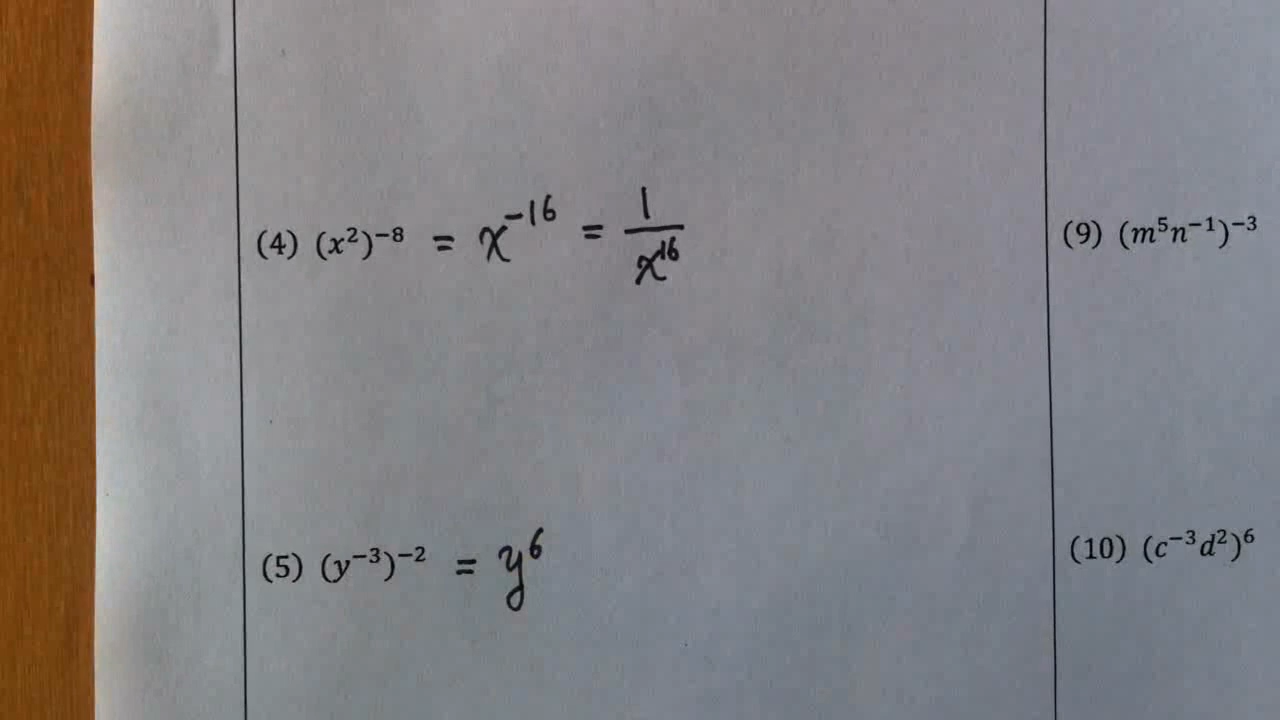 (4) (x²)⁻⁸ = x⁻¹⁶ = 1/x¹⁶
(5) (y⁻³)⁻² = y⁶
(9) (m⁵n⁻¹)⁻³
(10) (c⁻³d²)⁶